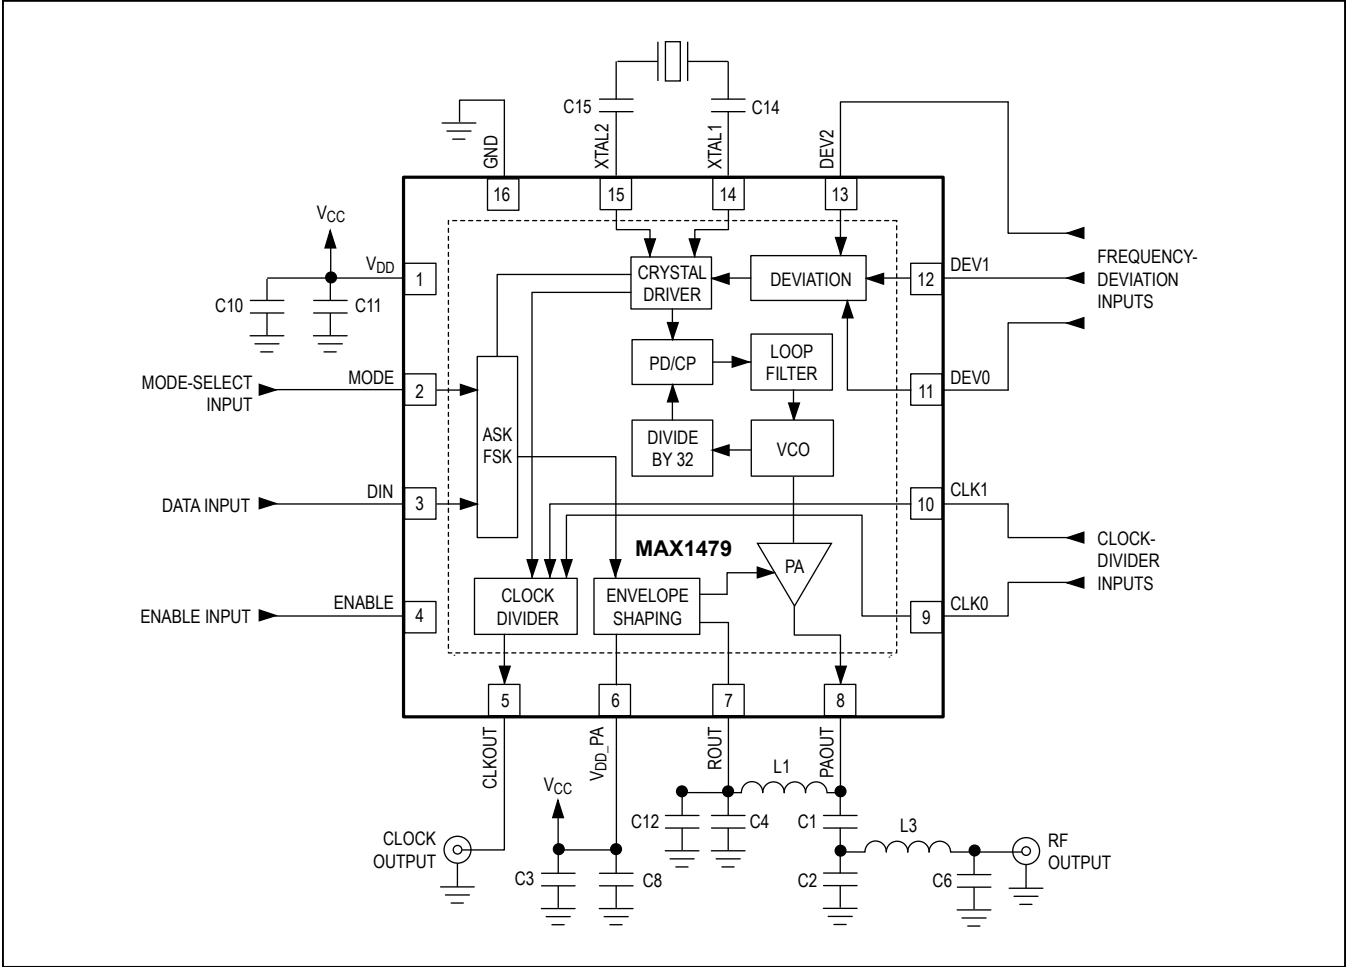 C15
C14
GND
XTAL2
XTAL1
DEV2
16
15
14
13
VCC
VDD
1
C10
C11
CRYSTAL
DRIVER
DEVIATION
12
DEV1
FREQUENCY-
DEVIATION
INPUTS
PD/CP
LOOP
FILTER
MODE-SELECT
INPUT
MODE
2
11
DEV0
ASK
FSK
DIVIDE
BY 32
VCO
DATA INPUT
DIN
3
10
CLK1
CLOCK-
DIVIDER
INPUTS
MAX1479
PA
ENABLE INPUT
ENABLE
4
CLOCK
DIVIDER
ENVELOPE
SHAPING
9
CLK0
5
6
7
8
CLKOUT
VDD_PA
ROUT
PAOUT
L1
VCC
C12
C4
C1
L3
CLOCK
OUTPUT
RF
OUTPUT
C3
C8
C2
C6